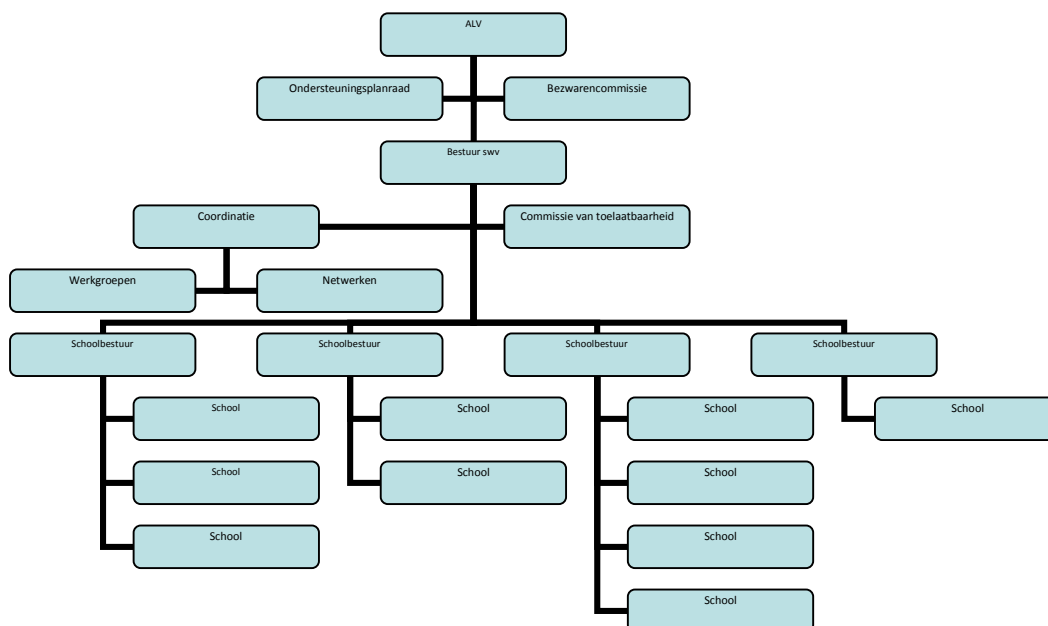 ALV
Ondersteuningsplanraad
Bezwarencommissie
Bestuur swv
Coordinatie
Commissie van toelaatbaarheid
Werkgroepen
Netwerken
Schoolbestuur
Schoolbestuur
Schoolbestuur
Schoolbestuur
School
School
School
School
School
School
School
School
School
School